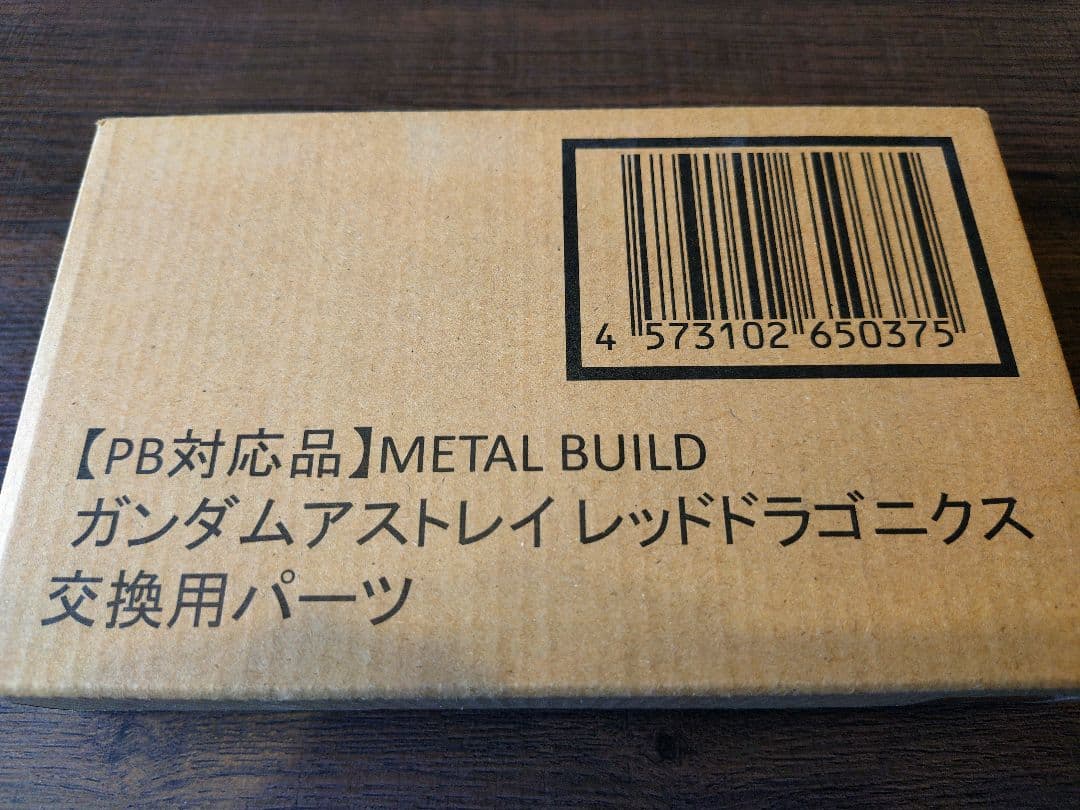 4 573102 650375
【PB対応品】METAL BUILD
ガンダムアストレイ レッドドラゴニクス
交換用パーツ